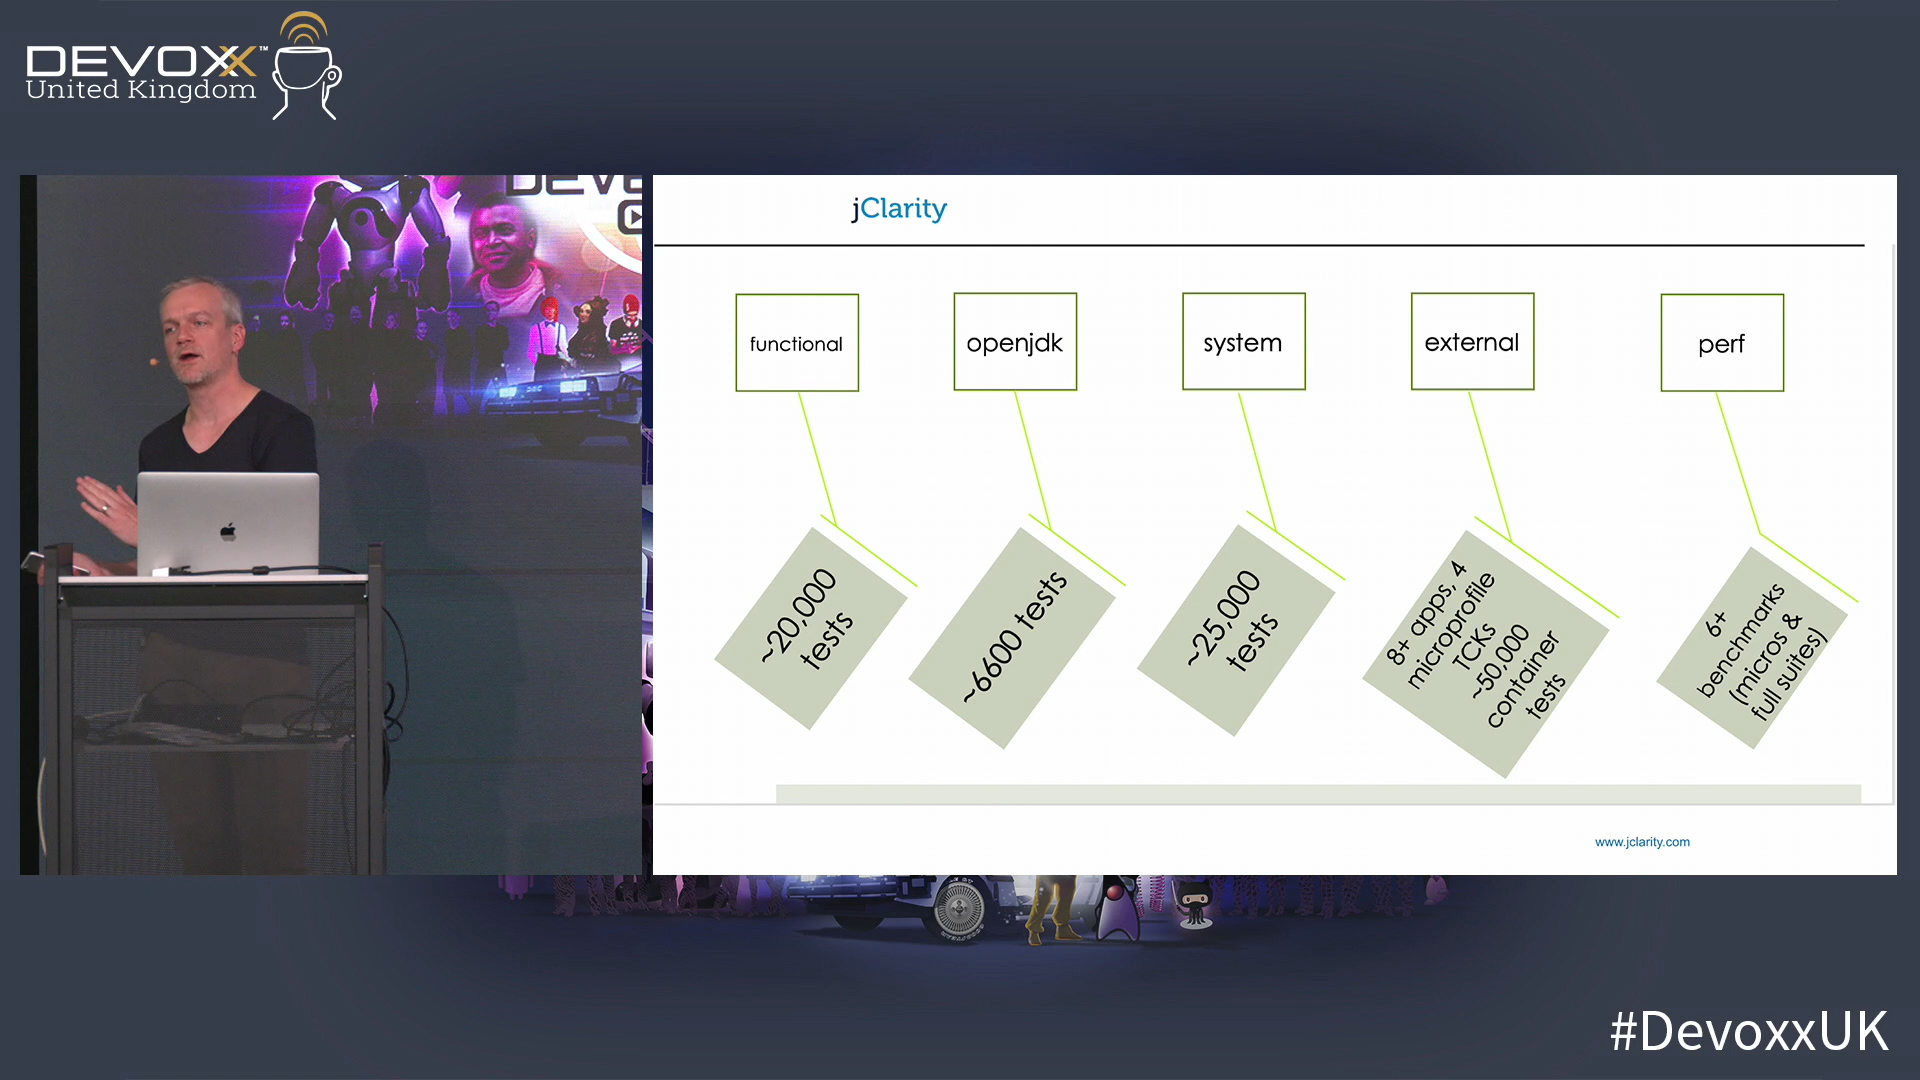 DEVOXX™
United Kingdom
DEVO
jClarity
functional
openjdk
system
external
perf
~20,000
tests
~6600 tests
~25,000
tests
8+ apps, 4
microprofile
TCKs
~50,000
container
tests
6+
benchmarks
(micros &
full suites)
www.jclarity.com
#DevoxxUK